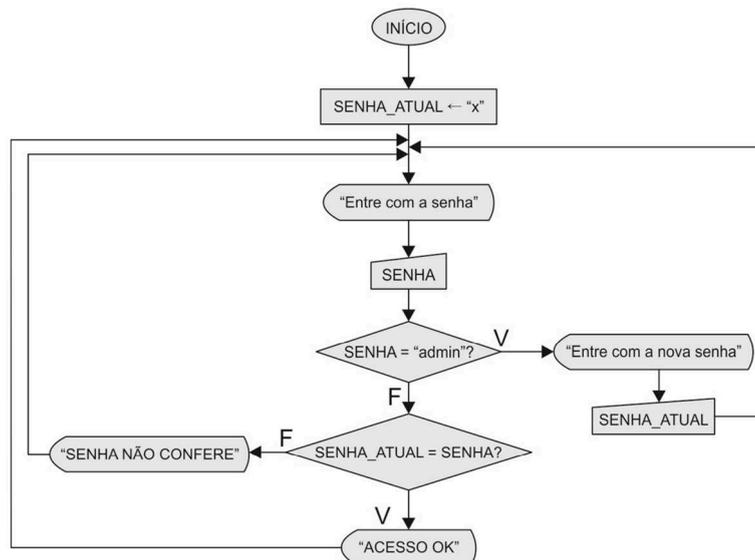 INÍCIO
SENHA_ATUAL ← “x”
“Entre com a senha”
SENHA
SENHA = “admin”?
V
“Entre com a nova senha”
F
SENHA_ATUAL
SENHA_ATUAL = SENHA?
F
“SENHA NÃO CONFERE”
V
“ACESSO OK”